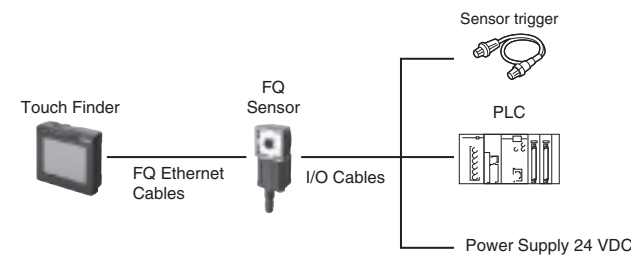 Sensor trigger
FQ
Sensor
Touch Finder
PLC
FQ Ethernet
Cables
I/O Cables
Power Supply 24 VDC